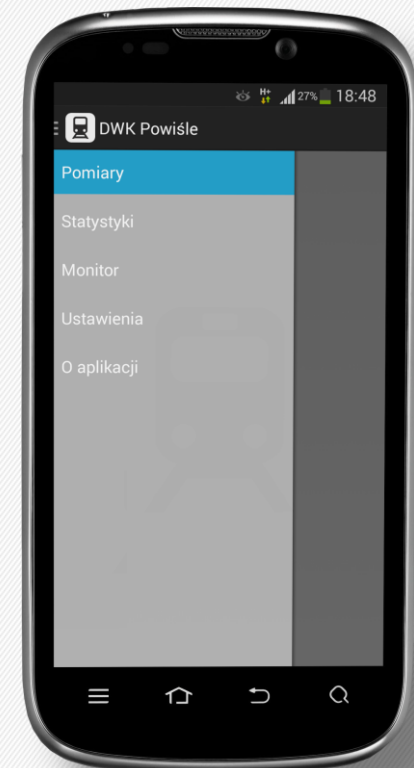 H+ 27% 18:48
DWK Powiśle
Pomiary
Statystyki
Monitor
Ustawienia
O aplikacji